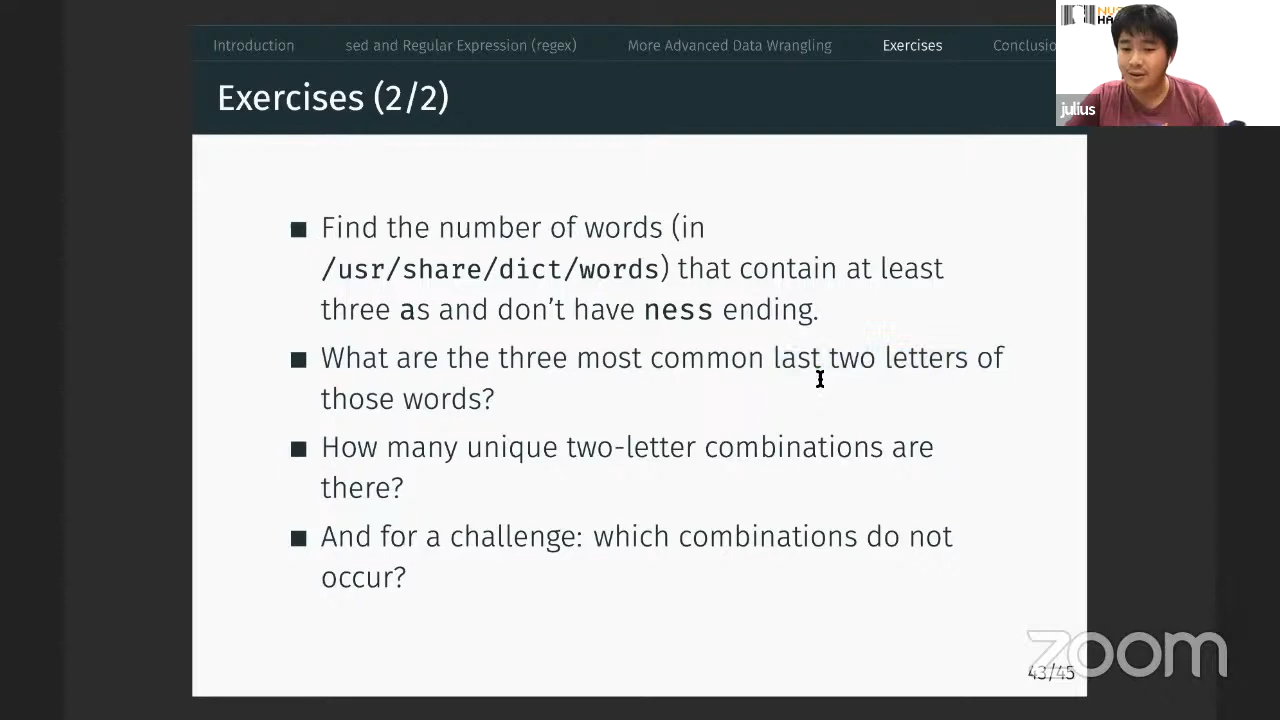 Introduction
sed and Regular Expression (regex)
More Advanced Data Wrangling
Exercises
Conclusio
Exercises (2/2)
julius
■ Find the number of words (in
/usr/share/dict/words) that contain at least
three as and don’t have ness ending.
■ What are the three most common last two letters of
those words?
■ How many unique two-letter combinations are
there?
■ And for a challenge: which combinations do not
occur?
zoom
43/45